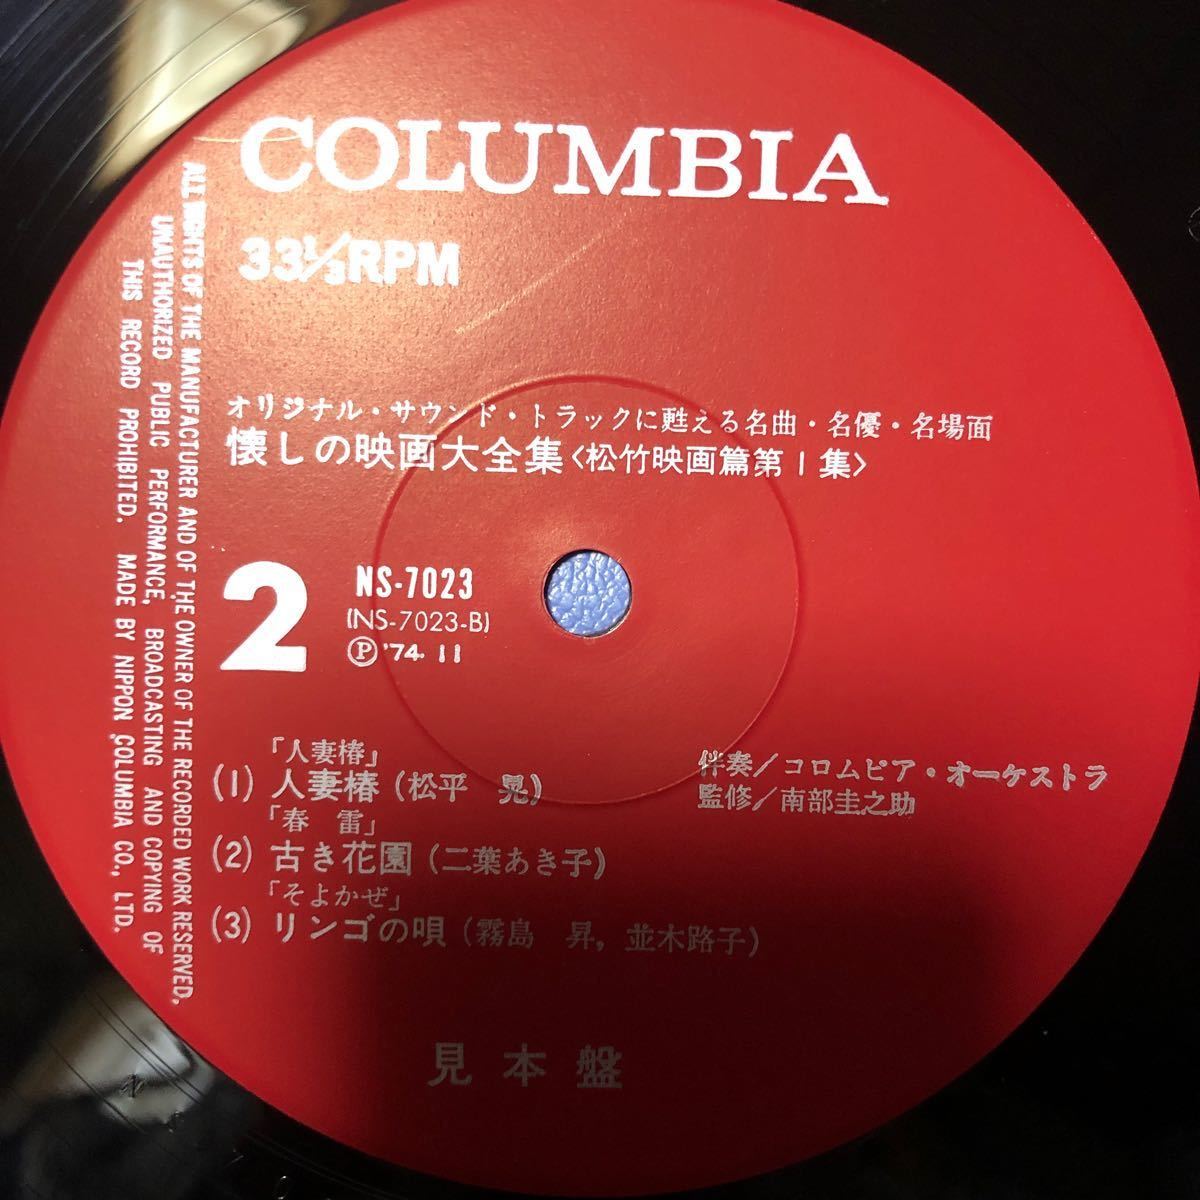 COLUMBIA
33⅓RPM
オリジナル・サウンド・トラックに甦える名曲・名優・名場面
懐しの映画大全集〈松竹映画篇第1集〉
2
NS-7023
(NS-7023-B)
Ⓟ '74. 11
「人妻椿」
(1) 人妻椿 (松平 晃)
「春 雷」
(2) 古き花園 (二葉あき子)
「そよかぜ」
(3) リンゴの唄 (霧島 昇, 並木路子)
伴奏/コロムビア・オーケストラ
監修/南部圭之助
見本盤
ALL RIGHTS OF THE MANUFACTURER AND OF THE OWNER OF THE RECORDED WORK RESERVED.
UNAUTHORIZED PUBLIC PERFORMANCE, BROADCASTING AND COPYING OF
THIS RECORD PROHIBITED. MADE BY NIPPON COLUMBIA CO., LTD.